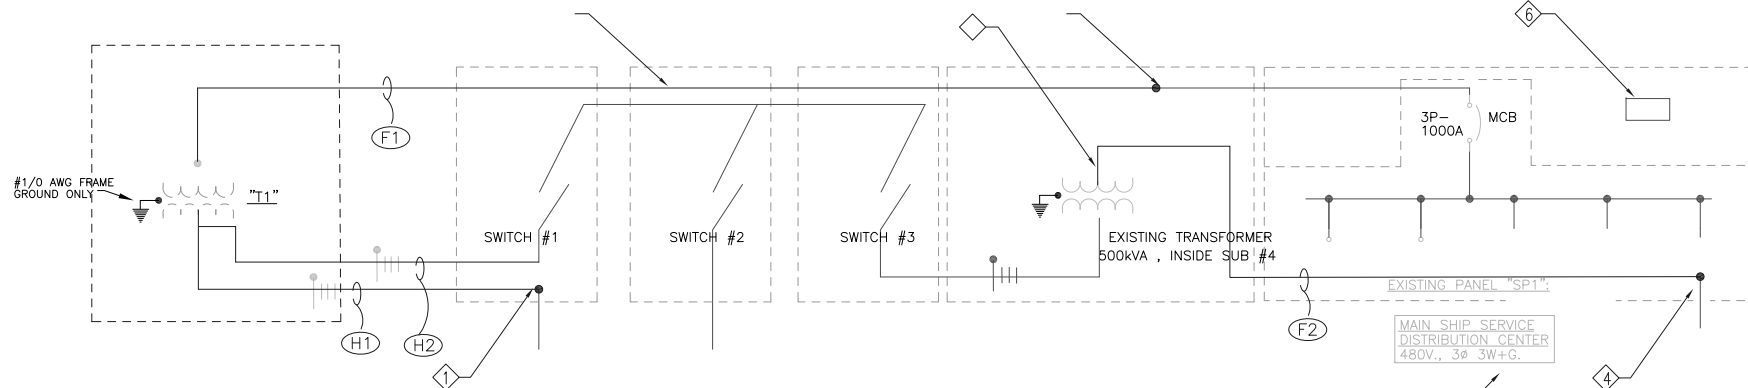 6
3P-
1000A
MCB
F1
#1/0 AWG FRAME
GROUND ONLY
"T1"
SWITCH #1
SWITCH #2
SWITCH #3
EXISTING TRANSFORMER
500kVA , INSIDE SUB #4
EXISTING PANEL "SP1":
F2
MAIN SHIP SERVICE
DISTRIBUTION CENTER
480V., 3ø 3W+G.
H1
H2
1
4